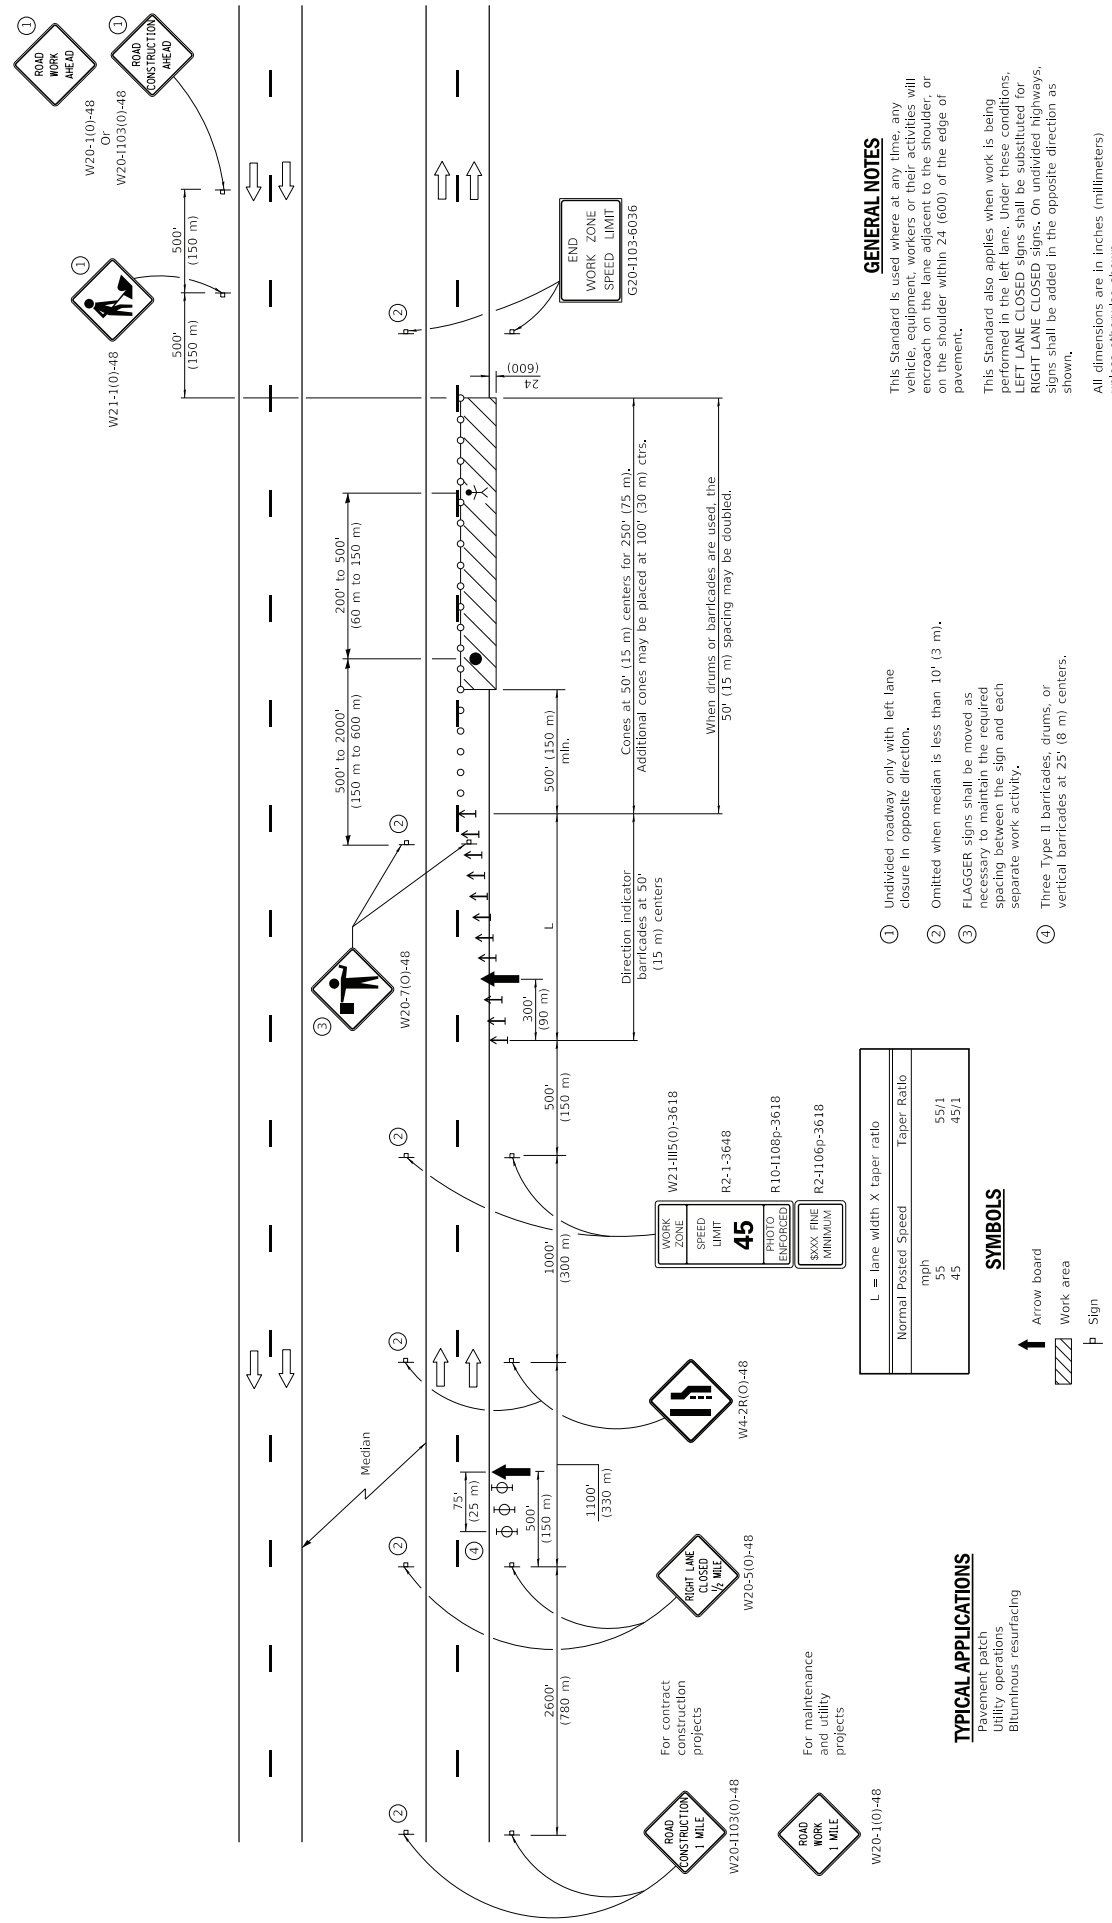 1
ROAD
WORK
AHEAD
1
ROAD
CONSTRUCTION
AHEAD
W20-1(O)-48
Or
W20-I103(O)-48
500'
(150 m)
1
W21-1(O)-48
500'
(150 m)
2
END
WORK ZONE
SPEED LIMIT
G20-I103-6036
24
(600)
200' to 500'
(60 m to 150 m)
500' to 2000'
(150 m to 600 m)
2
3
W20-7(O)-48
Cones at 50' (15 m) centers for 250' (75 m).
Additional cones may be placed at 100' (30 m) ctrs.
When drums or barricades are used, the
50' (15 m) spacing may be doubled.
500' (150 m)
min.
L
Direction indicator
barricades at 50'
(15 m) centers
300'
(90 m)
500'
(150 m)
2
WORK
ZONE
SPEED
LIMIT
45
PHOTO
ENFORCED
$XXX FINE
MINIMUM
W21-I115(O)-3618
R2-1-3648
R10-I108p-3618
R2-I106p-3618
1000'
(300 m)
2
W4-2R(O)-48
Median
75'
(25 m)
4
500'
(150 m)
1100'
(330 m)
2
RIGHT LANE
CLOSED
1/2 MILE
W20-5(O)-48
2600'
(780 m)
2
For contract
construction
projects
ROAD
CONSTRUCTION
1 MILE
W20-I103(O)-48
For maintenance
and utility
projects
ROAD
WORK
1 MILE
W20-1(O)-48
TYPICAL APPLICATIONS
Pavement patch
Utility operations
Bituminous resurfacing
L = lane width X taper ratio
Normal Posted Speed Taper Ratio
mph
55 55/1
45 45/1
SYMBOLS
Arrow board
Work area
Sign
1 Undivided roadway only with left lane
closure in opposite direction.
2 Omitted when median is less than 10' (3 m).
3 FLAGGER signs shall be moved as
necessary to maintain the required
spacing between the sign and each
separate work activity.
4 Three Type II barricades, drums, or
vertical barricades at 25' (8 m) centers.
GENERAL NOTES
This Standard is used where at any time, any
vehicle, equipment, workers or their activities will
encroach on the lane adjacent to the shoulder, or
on the shoulder within 24 (600) of the edge of
pavement.
This Standard also applies when work is being
performed in the left lane. Under these conditions,
LEFT LANE CLOSED signs shall be substituted for
RIGHT LANE CLOSED signs. On undivided highways,
signs shall be added in the opposite direction as
shown.
All dimensions are in inches (millimeters)